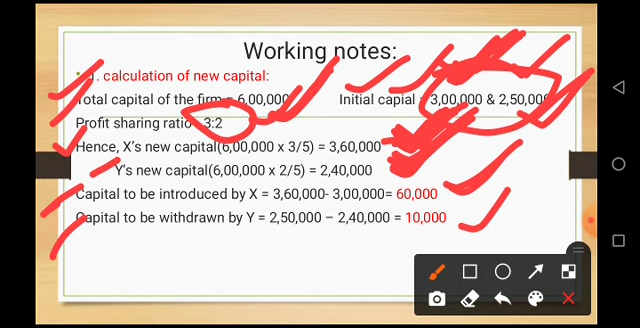 Working notes:
1. calculation of new capital:
Total capital of the firm = 6,00,000 Initial capial = 3,00,000 & 2,50,000
Profit sharing ratio 3:2
Hence, X's new capital(6,00,000 x 3/5) = 3,60,000
Y's new capital(6,00,000 x 2/5) = 2,40,000
Capital to be introduced by X = 3,60,000- 3,00,000= 60,000
Capital to be withdrawn by Y = 2,50,000 – 2,40,000 = 10,000